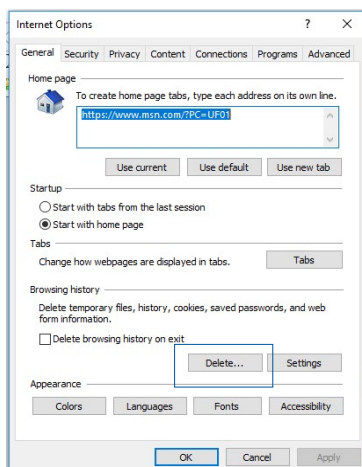 Internet Options
General Security Privacy Content Connections Programs Advanced
Home page
To create home page tabs, type each address on its own line.
https://www.msn.com/?PC=UF01
Use current Use default Use new tab
Startup
Start with tabs from the last session
Start with home page
Tabs
Change how webpages are displayed in tabs. Tabs
Browsing history
Delete temporary files, history, cookies, saved passwords, and web
form information.
Delete browsing history on exit
Delete... Settings
Appearance
Colors Languages Fonts Accessibility
OK Cancel Apply